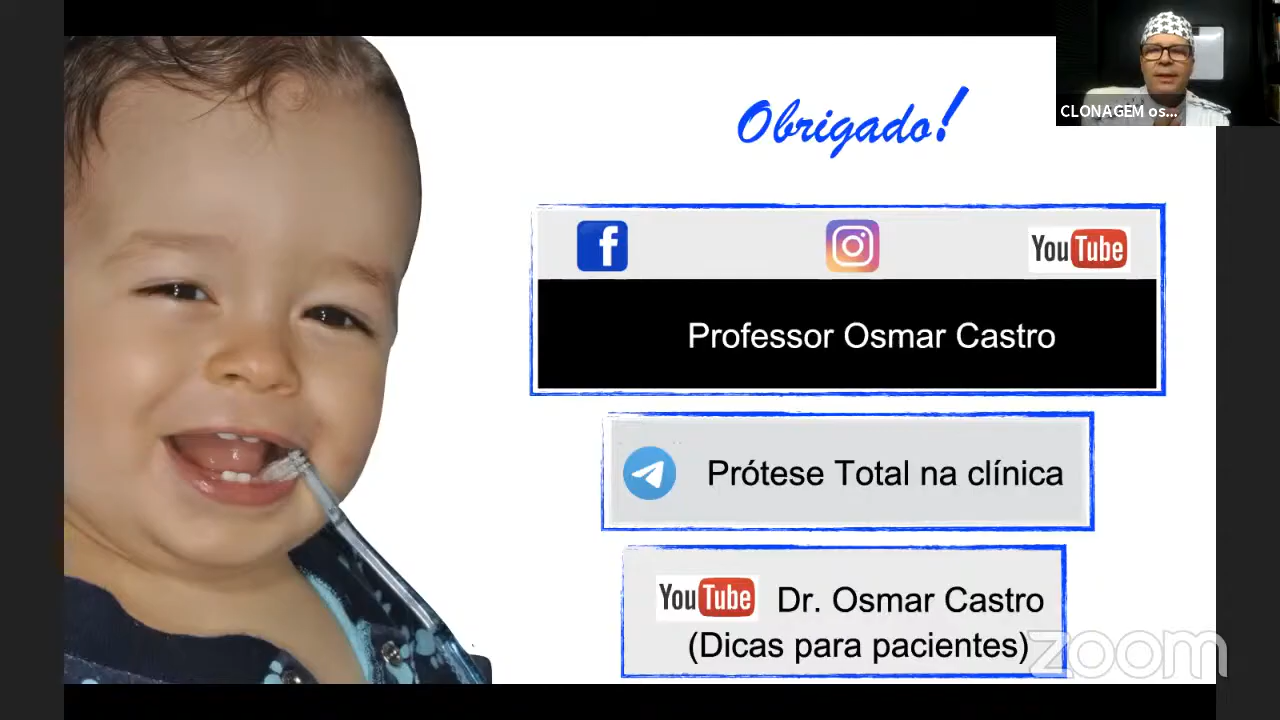 Obrigado!
CLONAGEM os...
f
YouTube
Professor Osmar Castro
Prótese Total na clínica
YouTube Dr. Osmar Castro
(Dicas para pacientes)
zoom